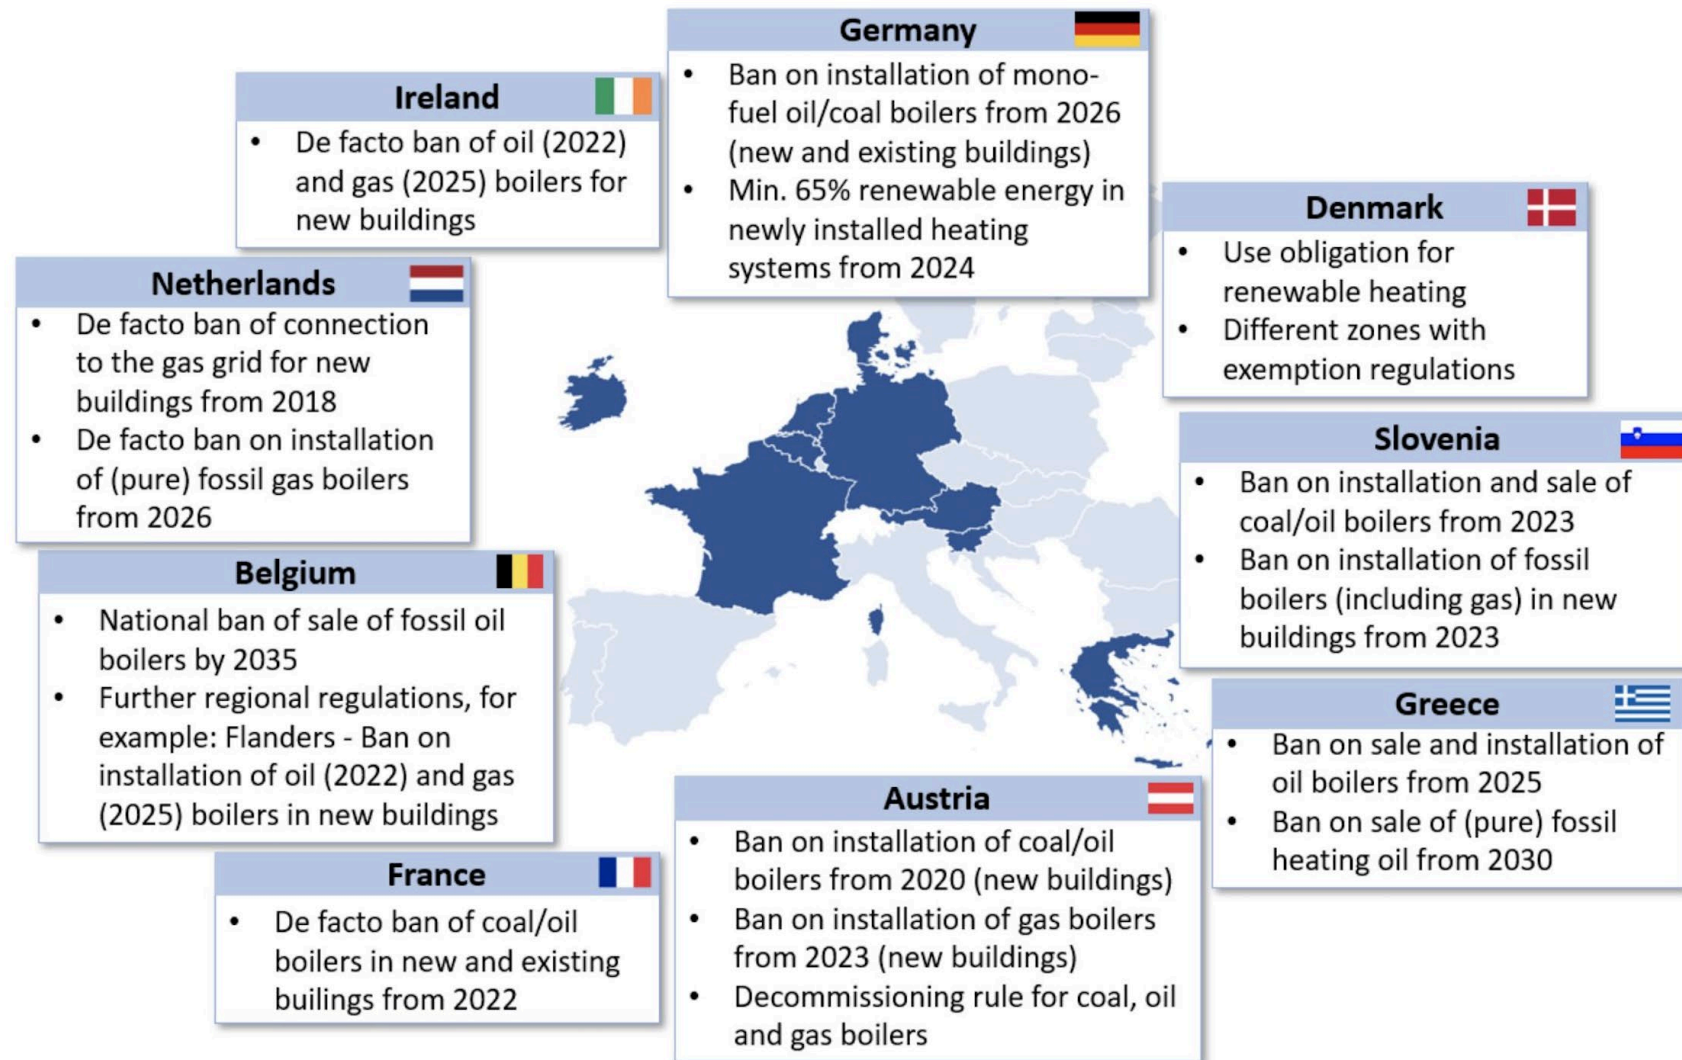 Germany
• Ban on installation of mono-
fuel oil/coal boilers from 2026
(new and existing buildings)
• Min. 65% renewable energy in
newly installed heating
systems from 2024
Ireland
• De facto ban of oil (2022)
and gas (2025) boilers for
new buildings
Denmark
• Use obligation for
renewable heating
• Different zones with
exemption regulations
Netherlands
• De facto ban of connection
to the gas grid for new
buildings from 2018
• De facto ban on installation
of (pure) fossil gas boilers
from 2026
Slovenia
• Ban on installation and sale of
coal/oil boilers from 2023
• Ban on installation of fossil
boilers (including gas) in new
buildings from 2023
Belgium
• National ban of sale of fossil oil
boilers by 2035
• Further regional regulations, for
example: Flanders - Ban on
installation of oil (2022) and gas
(2025) boilers in new buildings
Greece
• Ban on sale and installation of
oil boilers from 2025
• Ban on sale of (pure) fossil
heating oil from 2030
Austria
• Ban on installation of coal/oil
boilers from 2020 (new buildings)
• Ban on installation of gas boilers
from 2023 (new buildings)
• Decommissioning rule for coal, oil
and gas boilers
France
• De facto ban of coal/oil
boilers in new and existing
builings from 2022